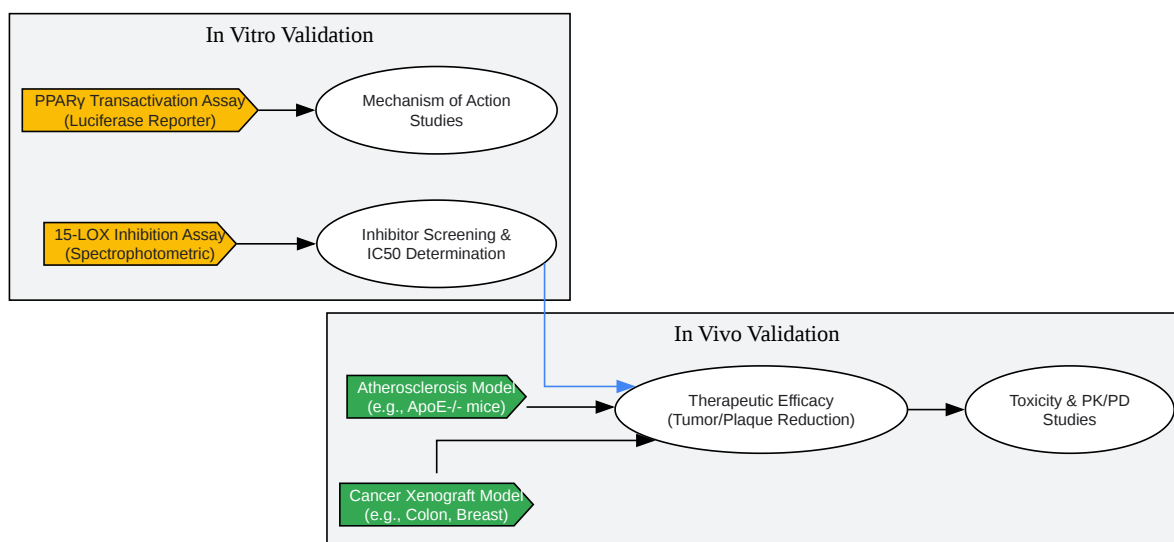 In Vitro Validation
PPARγ Transactivation Assay
(Luciferase Reporter)
Mechanism of Action
Studies
15-LOX Inhibition Assay
(Spectrophotometric)
Inhibitor Screening &
IC50 Determination
In Vivo Validation
Atherosclerosis Model
(e.g., ApoE-/- mice)
Therapeutic Efficacy
(Tumor/Plaque Reduction)
Toxicity & PK/PD
Studies
Cancer Xenograft Model
(e.g., Colon, Breast)